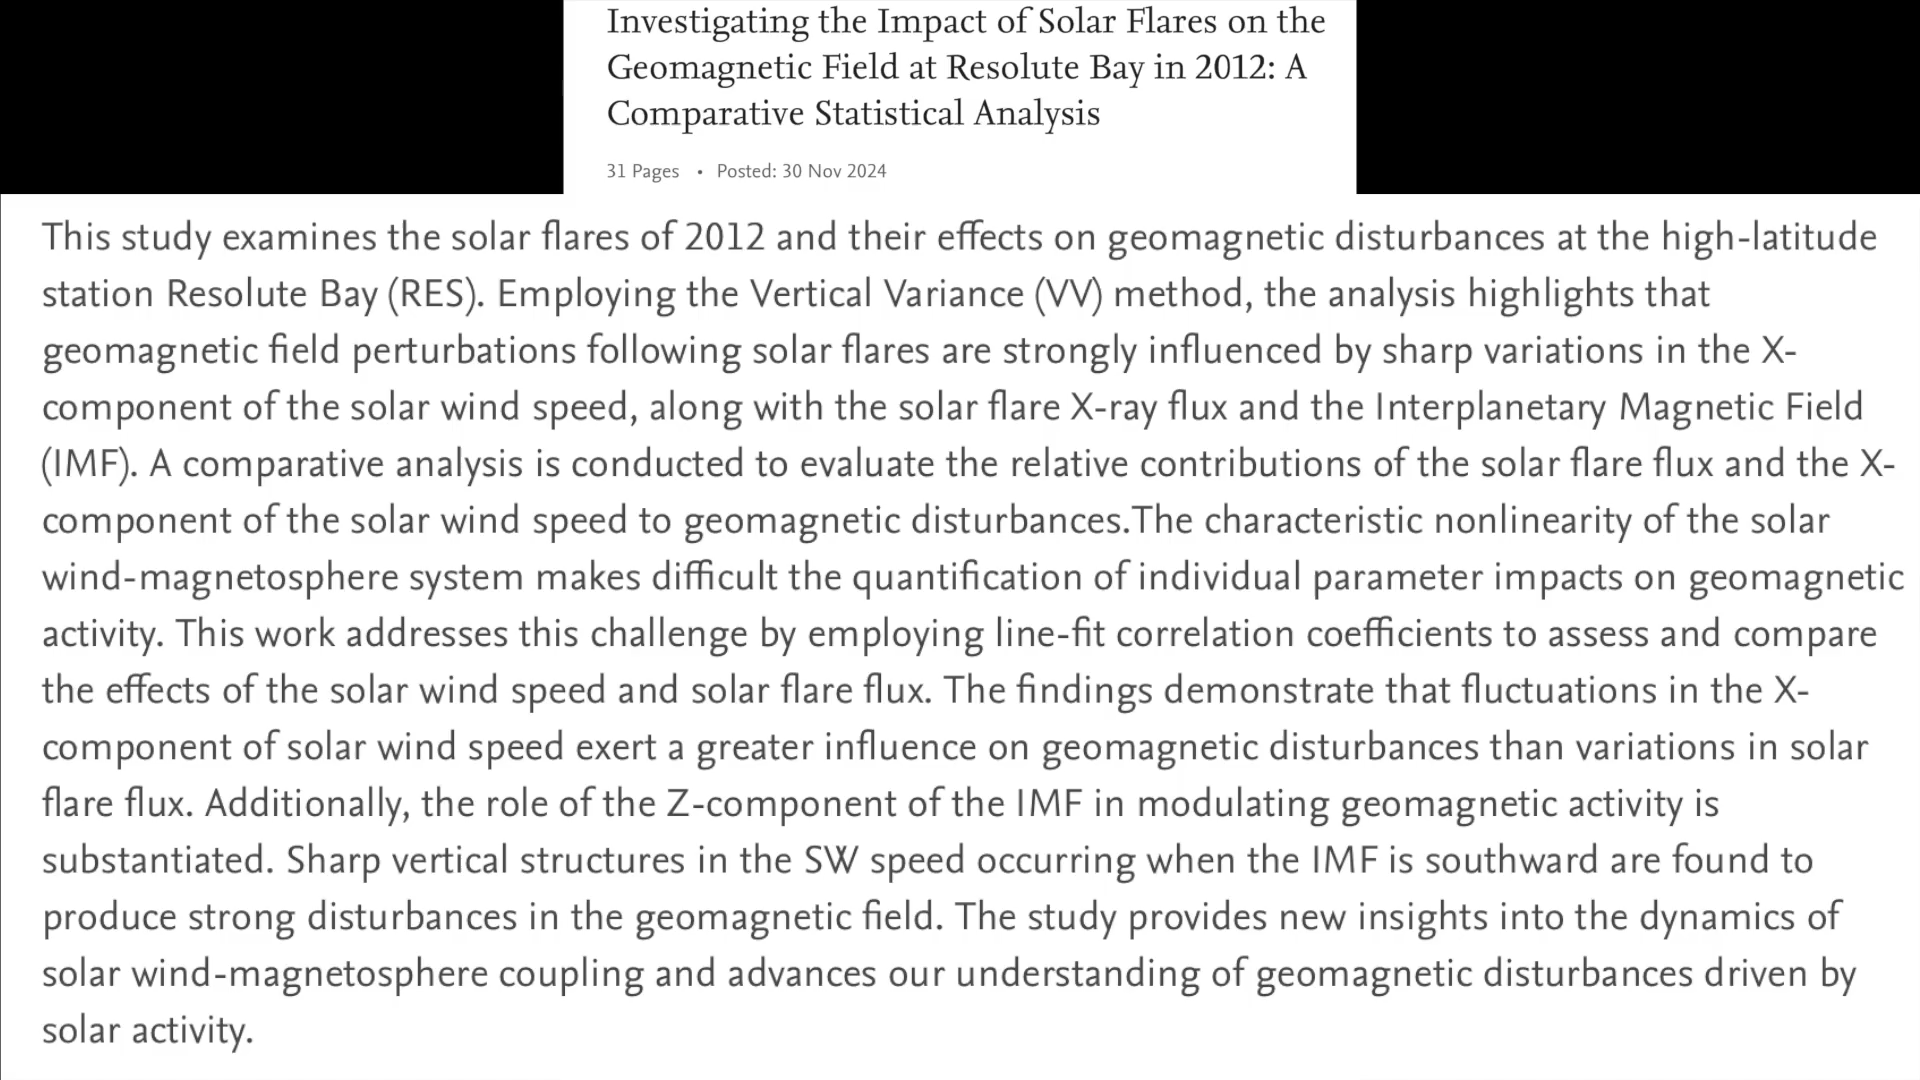 Investigating the Impact of Solar Flares on the
Geomagnetic Field at Resolute Bay in 2012: A
Comparative Statistical Analysis
31 Pages • Posted: 30 Nov 2024
This study examines the solar flares of 2012 and their effects on geomagnetic disturbances at the high-latitude
station Resolute Bay (RES). Employing the Vertical Variance (VV) method, the analysis highlights that
geomagnetic field perturbations following solar flares are strongly influenced by sharp variations in the X-
component of the solar wind speed, along with the solar flare X-ray flux and the Interplanetary Magnetic Field
(IMF). A comparative analysis is conducted to evaluate the relative contributions of the solar flare flux and the X-
component of the solar wind speed to geomagnetic disturbances.The characteristic nonlinearity of the solar
wind-magnetosphere system makes difficult the quantification of individual parameter impacts on geomagnetic
activity. This work addresses this challenge by employing line-fit correlation coefficients to assess and compare
the effects of the solar wind speed and solar flare flux. The findings demonstrate that fluctuations in the X-
component of solar wind speed exert a greater influence on geomagnetic disturbances than variations in solar
flare flux. Additionally, the role of the Z-component of the IMF in modulating geomagnetic activity is
substantiated. Sharp vertical structures in the SW speed occurring when the IMF is southward are found to
produce strong disturbances in the geomagnetic field. The study provides new insights into the dynamics of
solar wind-magnetosphere coupling and advances our understanding of geomagnetic disturbances driven by
solar activity.